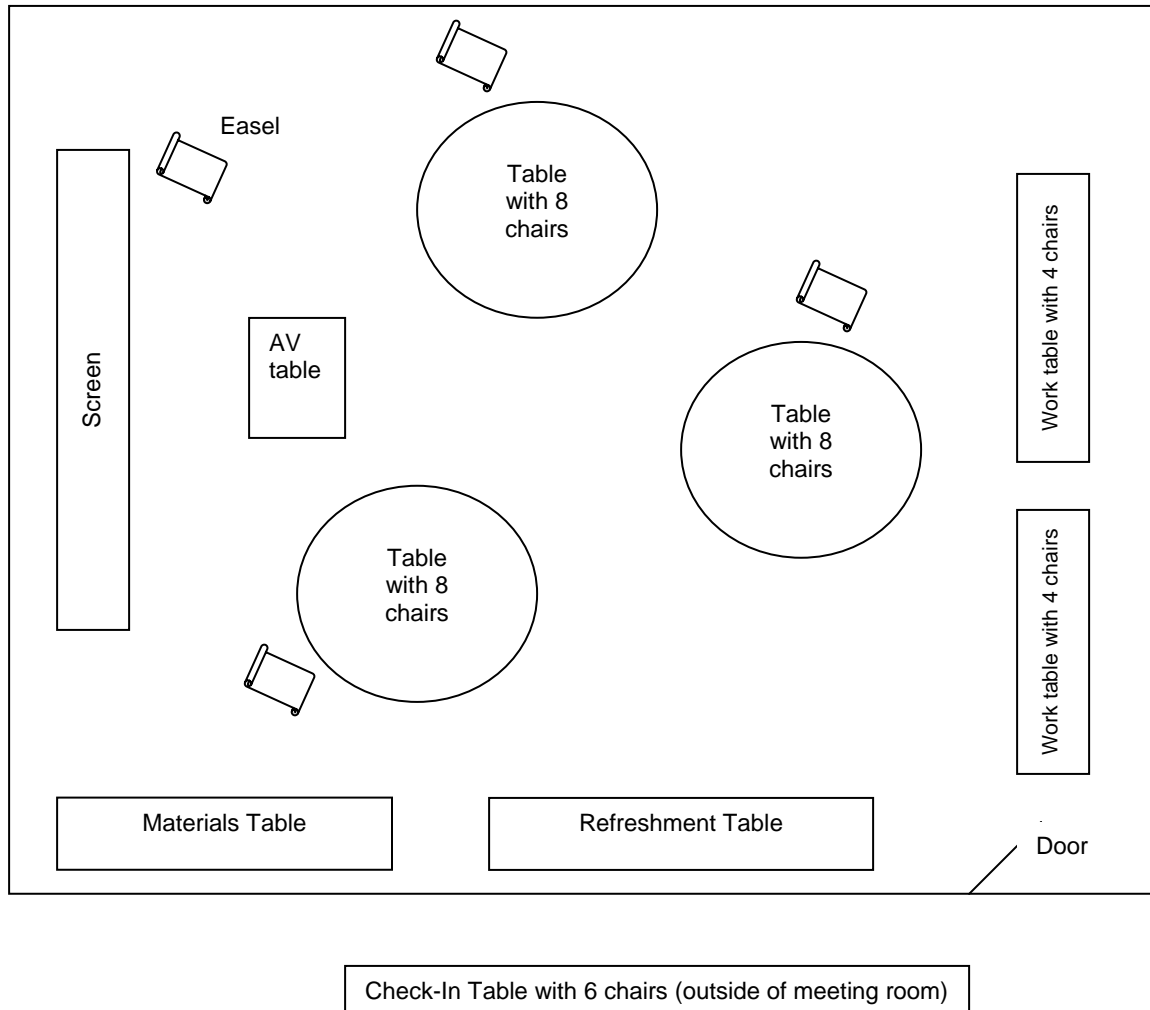 Easel
Table
with 8
chairs
Work table with 4 chairs
AV
table
Screen
Table
with 8
chairs
Table
with 8
chairs
Work table with 4 chairs
Materials Table
Refreshment Table
Door
Check-In Table with 6 chairs (outside of meeting room)